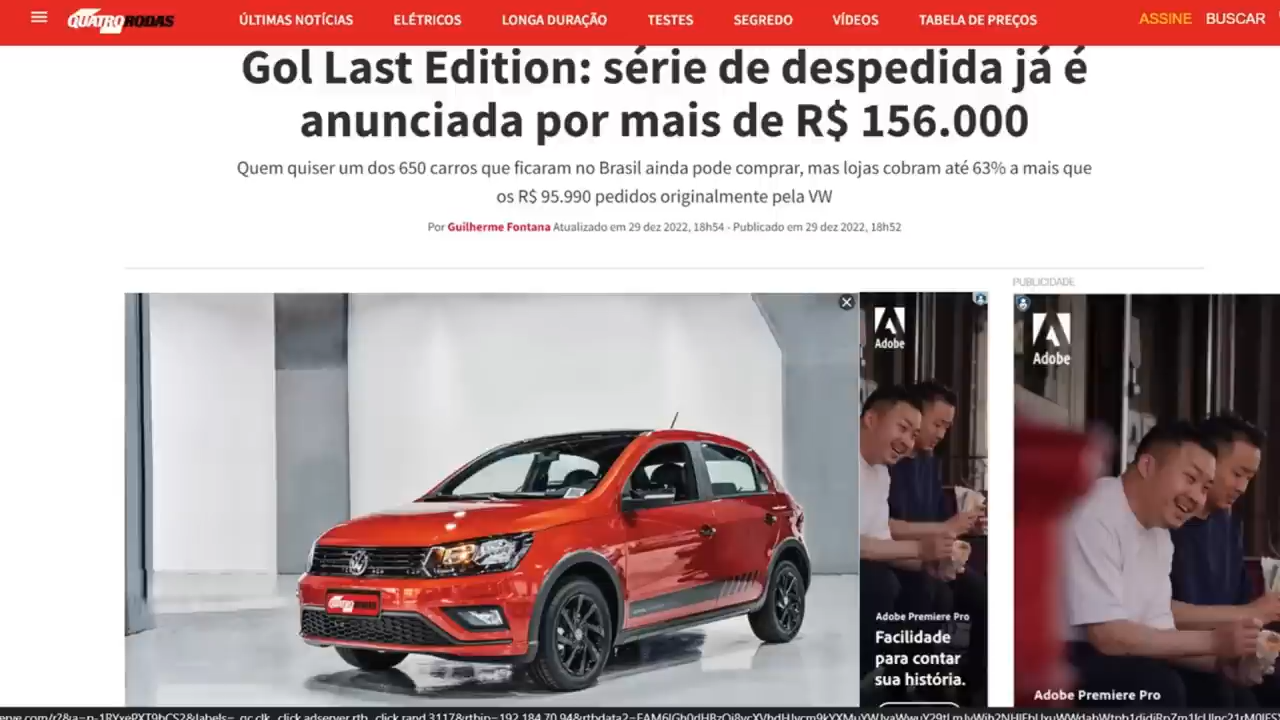 QUATRO RODAS
ÚLTIMAS NOTÍCIAS
ELÉTRICOS
LONGA DURAÇÃO
TESTES
SEGREDO
VÍDEOS
TABELA DE PREÇOS
ASSINE
BUSCAR
Gol Last Edition: série de despedida já é
anunciada por mais de R$ 156.000
Quem quiser um dos 650 carros que ficaram no Brasil ainda pode comprar, mas lojas cobram até 63% a mais que
os R$ 95.990 pedidos originalmente pela VW
Por Guilherme Fontana Atualizado em 29 dez 2022, 18h54 - Publicado em 29 dez 2022, 18h52
PUBLICIDADE
Adobe
Adobe
QUATRO RODAS
Adobe Premiere Pro
Facilidade
para contar
sua história.
Adobe Premiere Pro